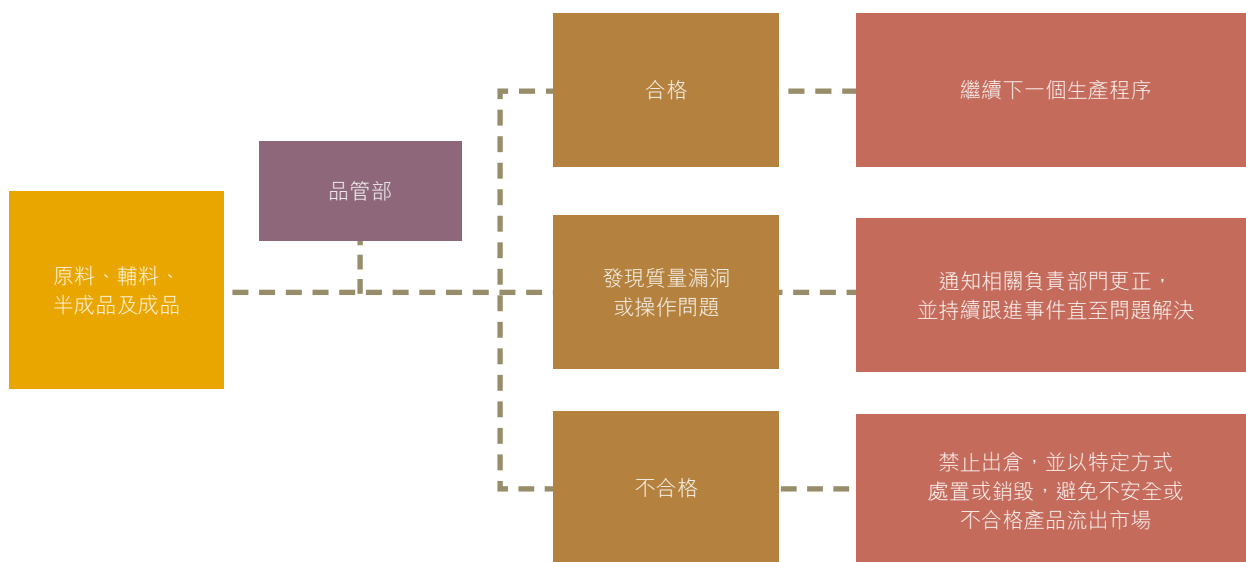 原料、輔料、
半成品及成品
品管部
合格
繼續下一個生產程序
發現質量漏洞
或操作問題
通知相關負責部門更正，
並持續跟進事件直至問題解決
不合格
禁止出倉，並以特定方式
處置或銷毀，避免不安全或
不合格產品流出市場